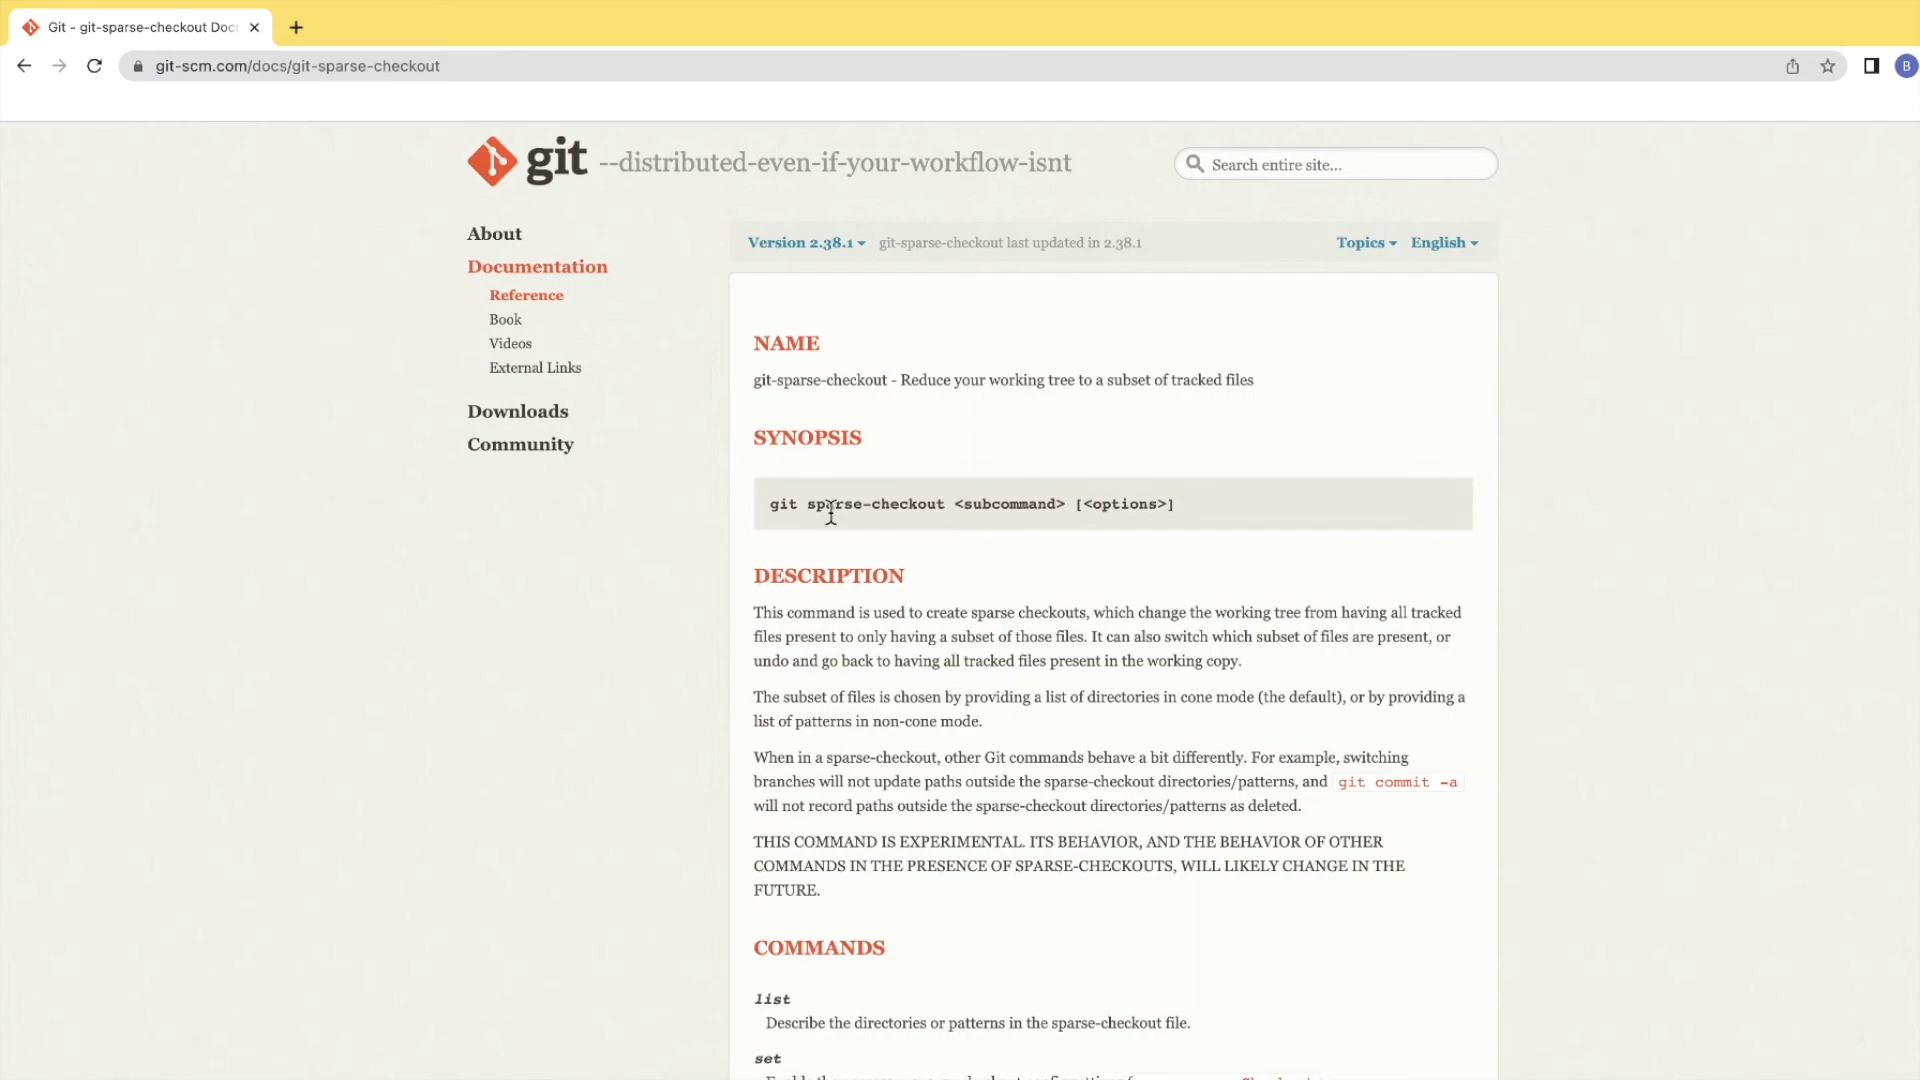 Git - git-sparse-checkout Doc
git-scm.com/docs/git-sparse-checkout
B
git --distributed-even-if-your-workflow-isnt
Search entire site...
About
Documentation
Reference
Book
Videos
External Links
Downloads
Community
Version 2.38.1 git-sparse-checkout last updated in 2.38.1
Topics English
NAME
git-sparse-checkout - Reduce your working tree to a subset of tracked files
SYNOPSIS
git sparse-checkout <subcommand> [<options>]
DESCRIPTION
This command is used to create sparse checkouts, which change the working tree from having all tracked
files present to only having a subset of those files. It can also switch which subset of files are present, or
undo and go back to having all tracked files present in the working copy.
The subset of files is chosen by providing a list of directories in cone mode (the default), or by providing a
list of patterns in non-cone mode.
When in a sparse-checkout, other Git commands behave a bit differently. For example, switching
branches will not update paths outside the sparse-checkout directories/patterns, and git commit -a
will not record paths outside the sparse-checkout directories/patterns as deleted.
THIS COMMAND IS EXPERIMENTAL. ITS BEHAVIOR, AND THE BEHAVIOR OF OTHER
COMMANDS IN THE PRESENCE OF SPARSE-CHECKOUTS, WILL LIKELY CHANGE IN THE
FUTURE.
COMMANDS
list
Describe the directories or patterns in the sparse-checkout file.
set